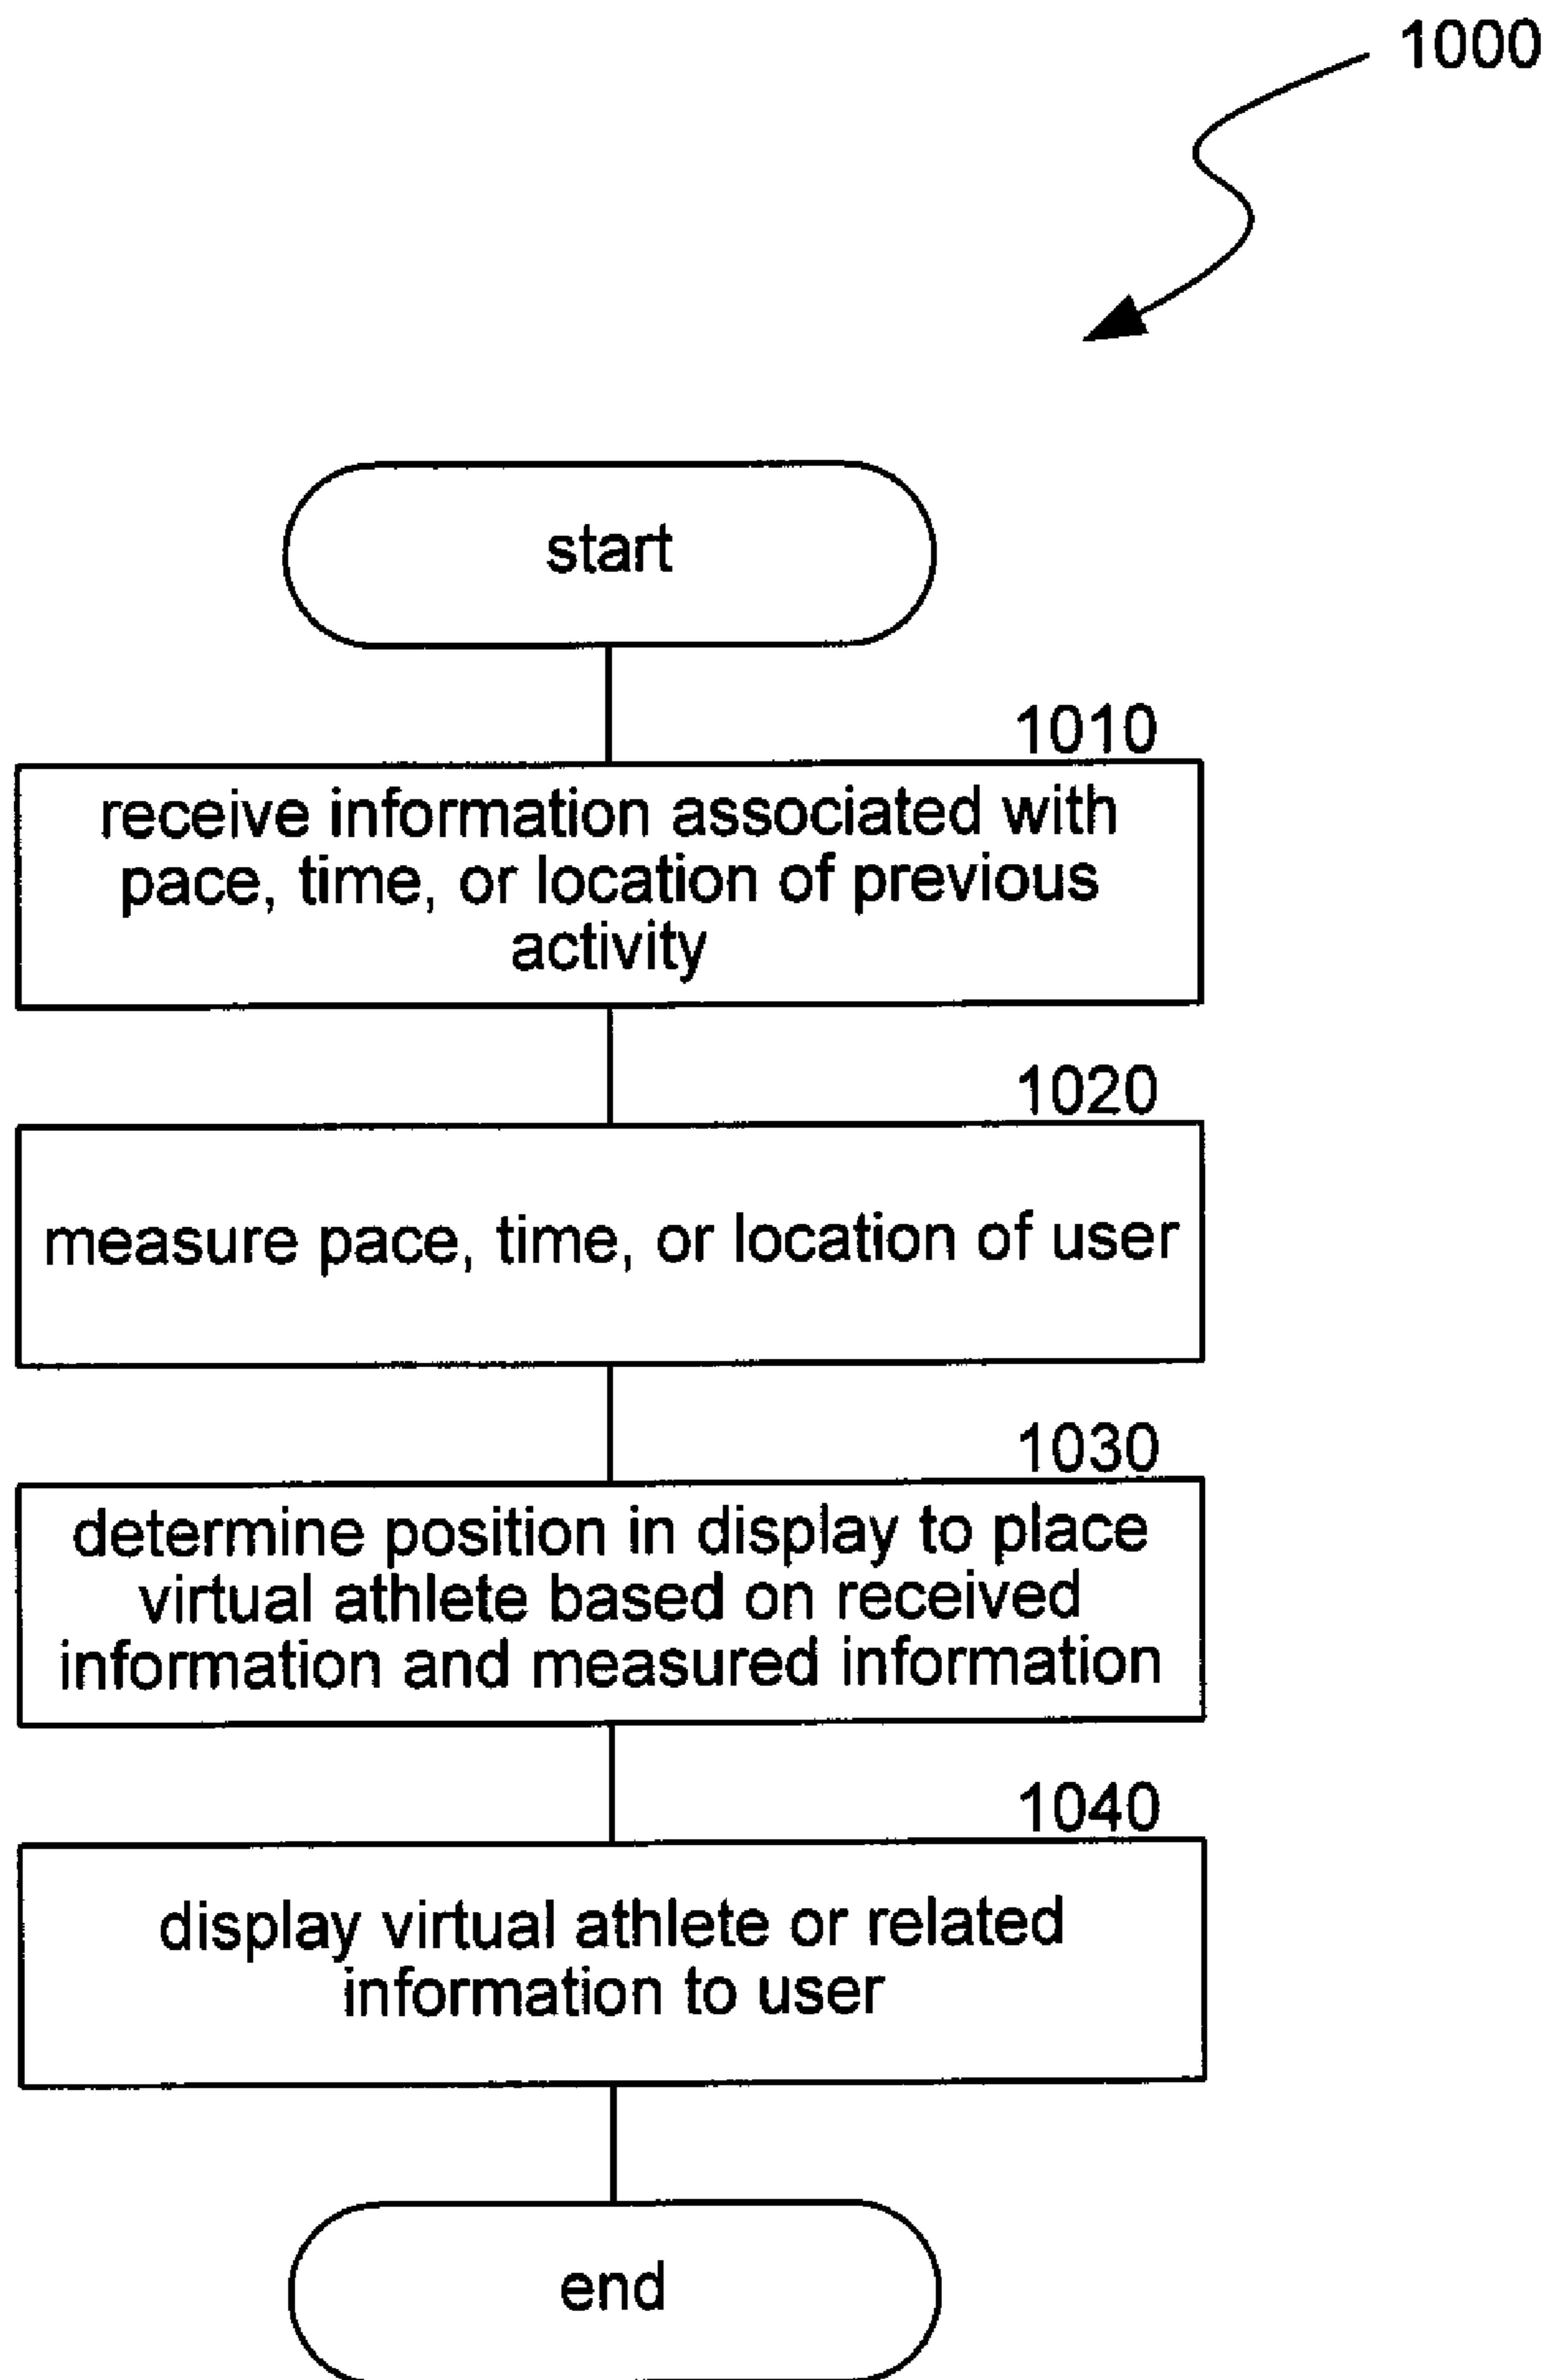 1000
start
1010
receive information associated with
pace, time, or location of previous
activity
1020
measure pace, time, or location of user
1030
determine position in display to place
virtual athlete based on received
information and measured information
1040
display virtual athlete or related
information to user
end